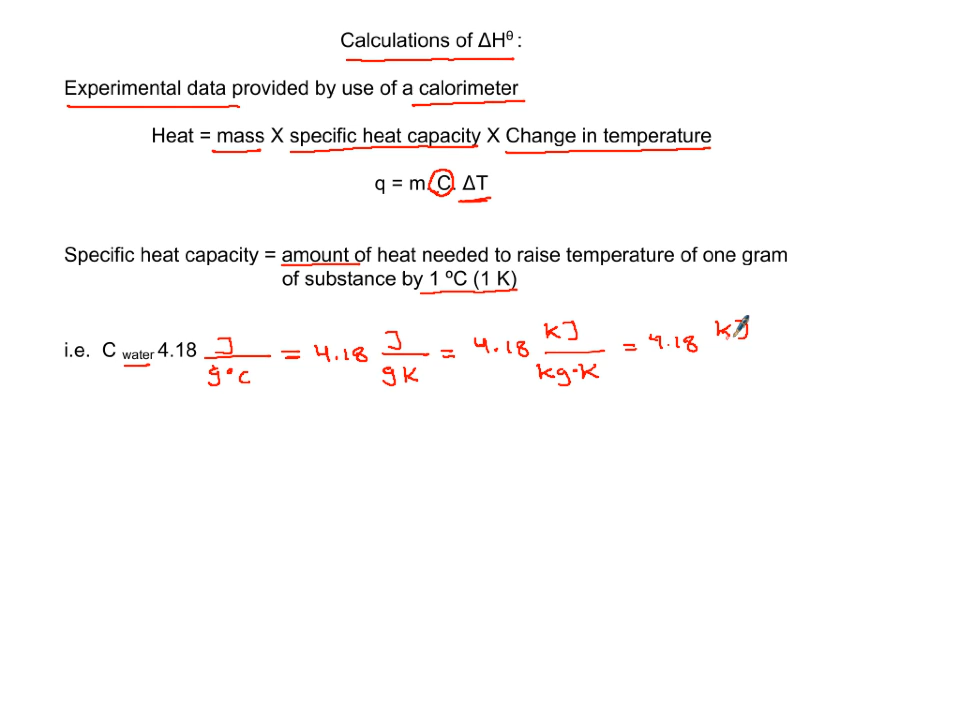 Calculations of ΔHᶿ :
Experimental data provided by use of a calorimeter
Heat = mass X specific heat capacity X Change in temperature
q = m. C. ΔT
Specific heat capacity = amount of heat needed to raise temperature of one gram
of substance by 1 ºC (1 K)
i.e. C water 4.18 J/g°C = 4.18 J/gK = 4.18 kJ/kg·K = 4.18 kJ